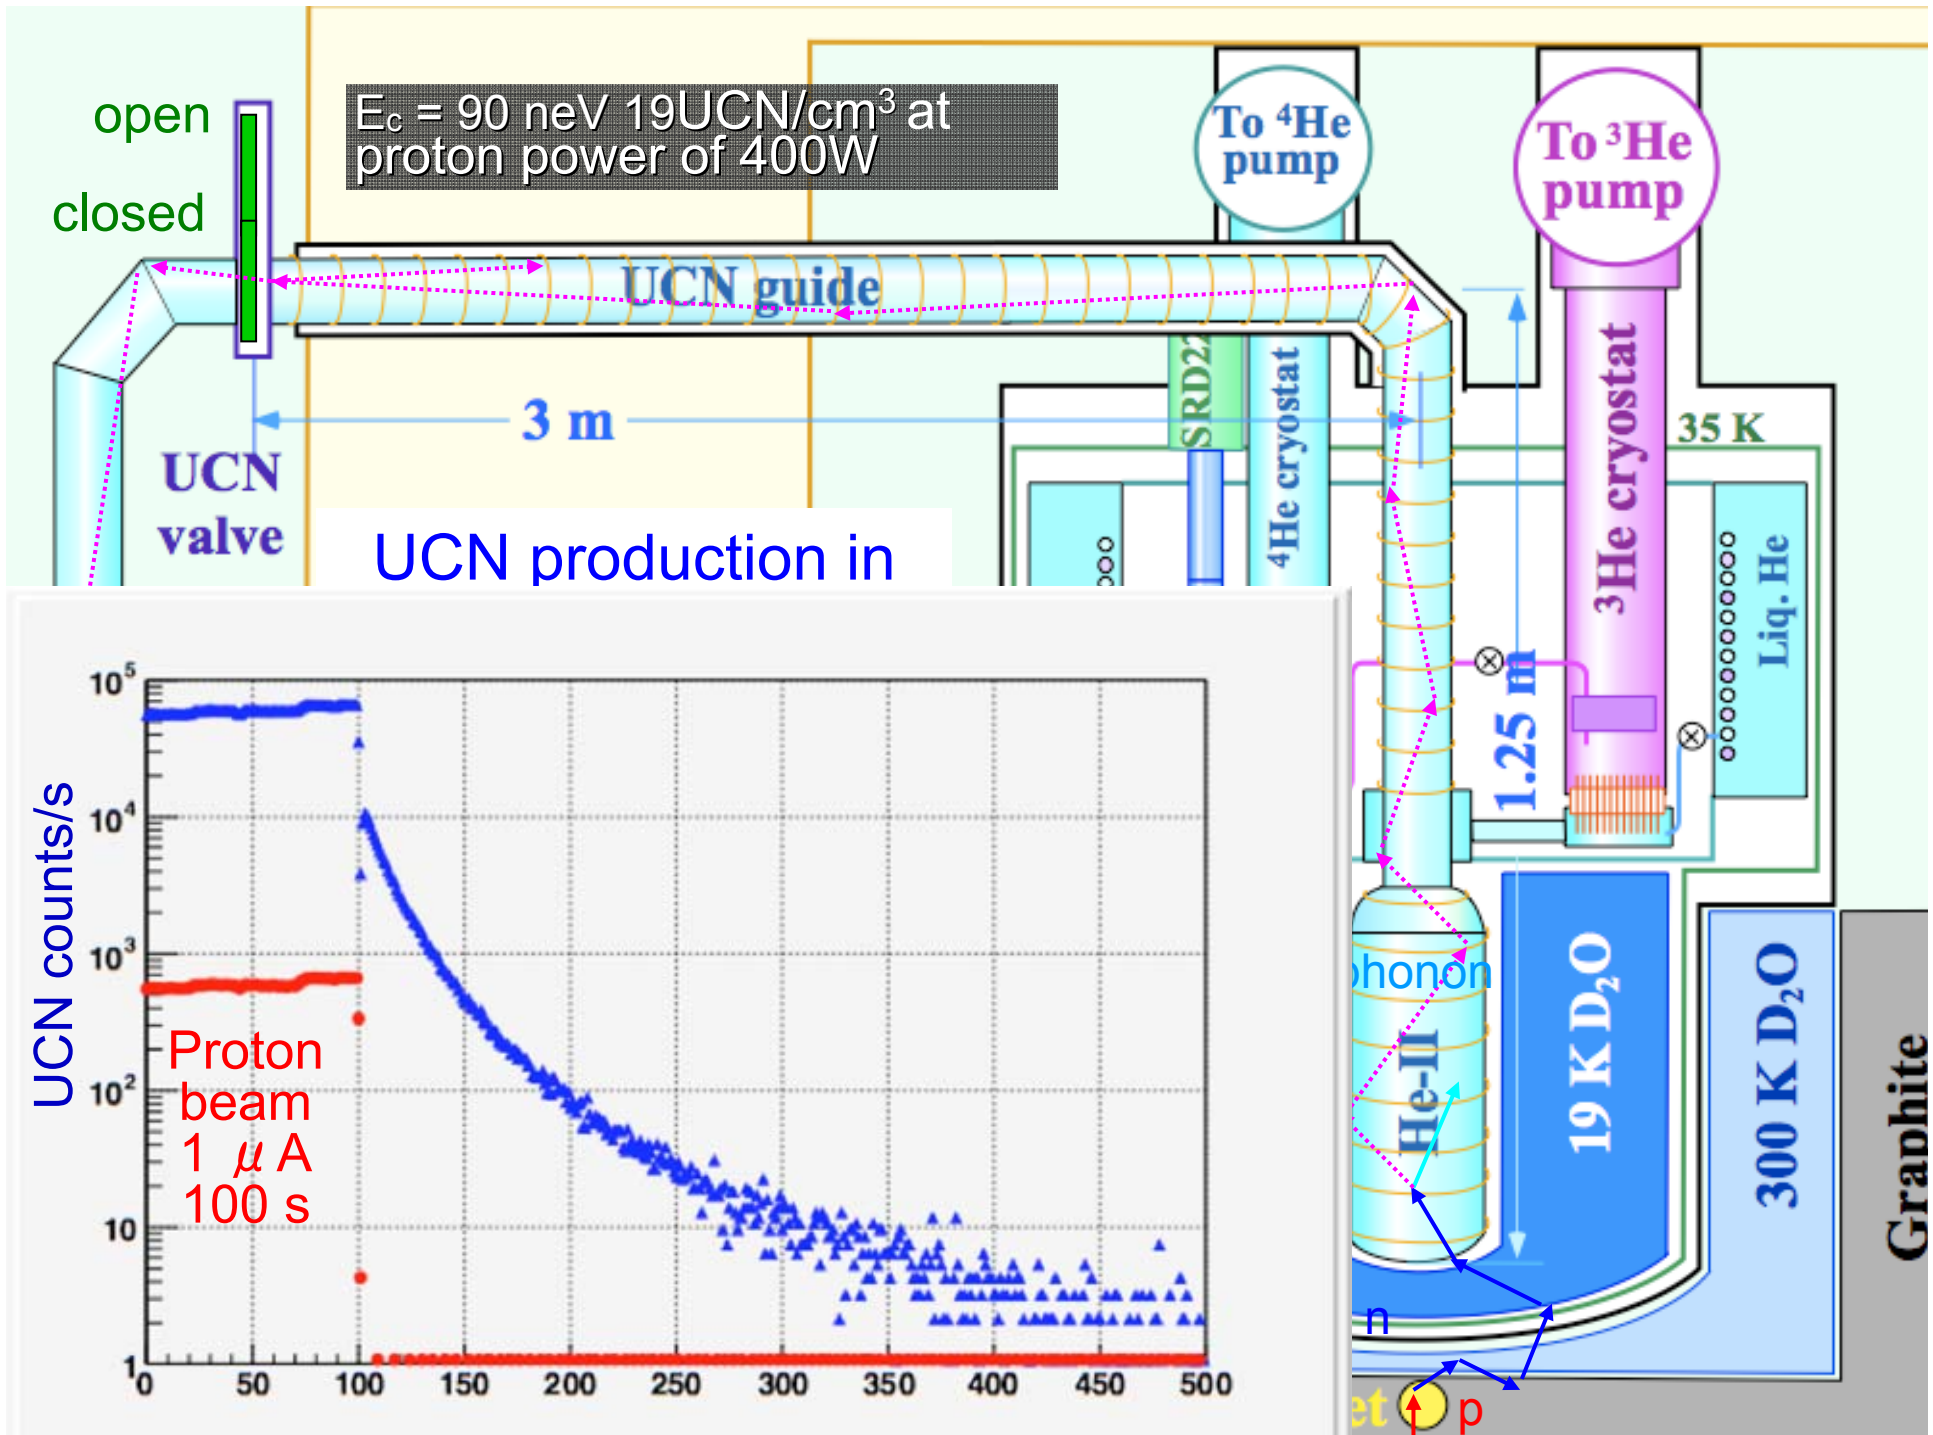 open
closed
E_c = 90 neV 19UCN/cm³ at
proton power of 400W
To ⁴He
pump
To ³He
pump
UCN guide
3 m
UCN
valve
SRD22
⁴He cryostat
³He cryostat
35 K
Liq. He
1.25 m
UCN production in
phonon
He-II
19 K D₂O
300 K D₂O
Graphite
n
p
et
UCN counts/s
10⁵
10⁴
10³
10²
10
1
Proton
beam
1 μA
100 s
0 50 100 150 200 250 300 350 400 450 500